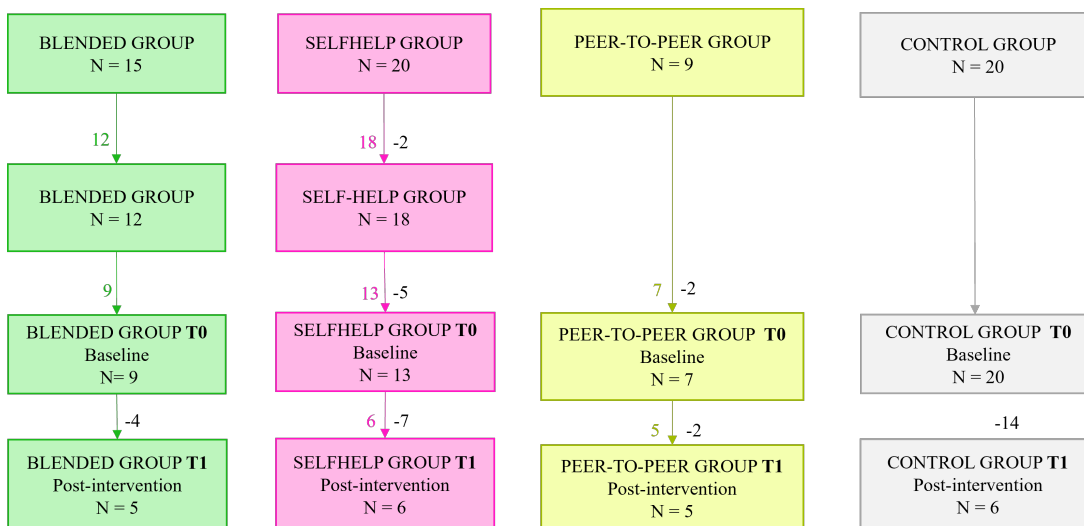 BLENDED GROUP
N = 15
SELFHELP GROUP
N = 20
PEER-TO-PEER GROUP
N = 9
CONTROL GROUP
N = 20
12
18
-2
BLENDED GROUP
N = 12
SELF-HELP GROUP
N = 18
9
13
-5
7
-2
BLENDED GROUP T0
Baseline
N= 9
SELFHELP GROUP T0
Baseline
N = 13
PEER-TO-PEER GROUP T0
Baseline
N = 7
CONTROL GROUP T0
Baseline
N = 20
-4
6
-7
5
-2
-14
BLENDED GROUP T1
Post-intervention
N = 5
SELFHELP GROUP T1
Post-intervention
N = 6
PEER-TO-PEER GROUP T1
Post-intervention
N = 5
CONTROL GROUP T1
Post-intervention
N = 6